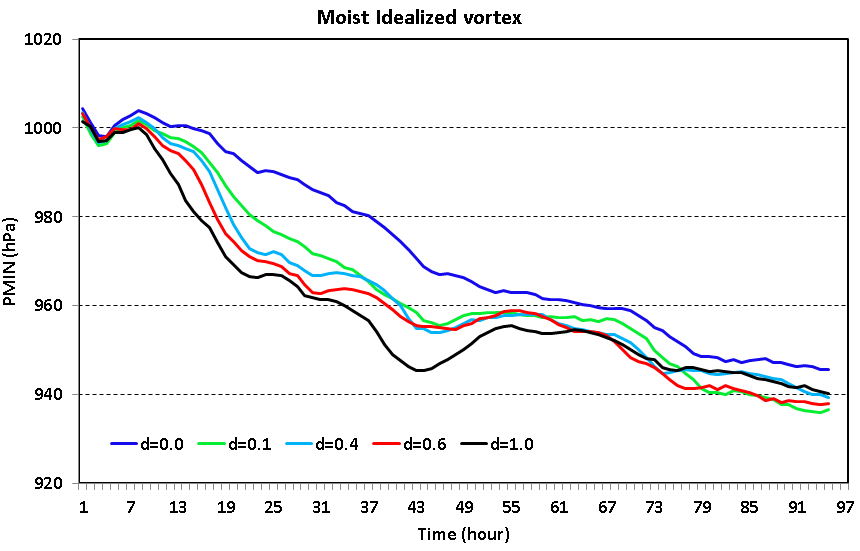 Moist Idealized vortex
1020
1000
980
960
940
920
PMIN (hPa)
d=0.0 d=0.1 d=0.4 d=0.6 d=1.0
1 7 13 19 25 31 37 43 49 55 61 67 73 79 85 91 97
Time (hour)